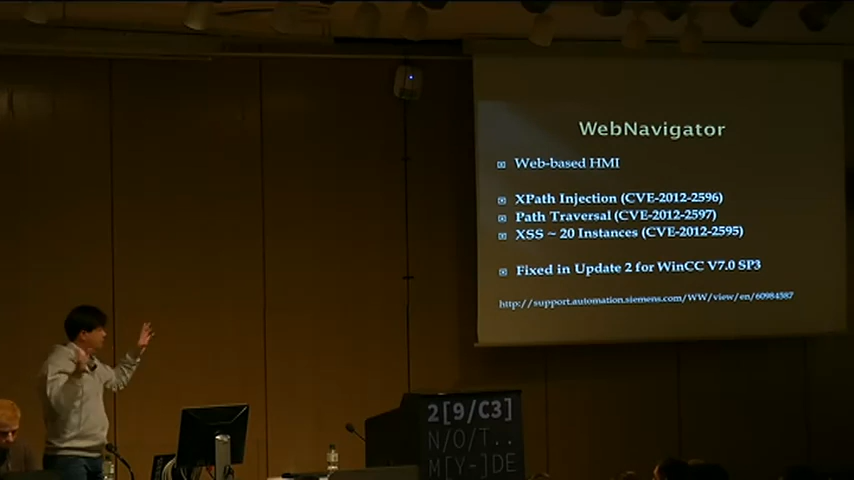 WebNavigator
Web-based HMI
XPath Injection (CVE-2012-2596)
Path Traversal (CVE-2012-2597)
XSS ~ 20 Instances (CVE-2012-2595)
Fixed in Update 2 for WinCC V7.0 SP3
http://support.automation.siemens.com/WW/view/en/60984587
2[9/C3]
N/O/T..
M[Y-]DE